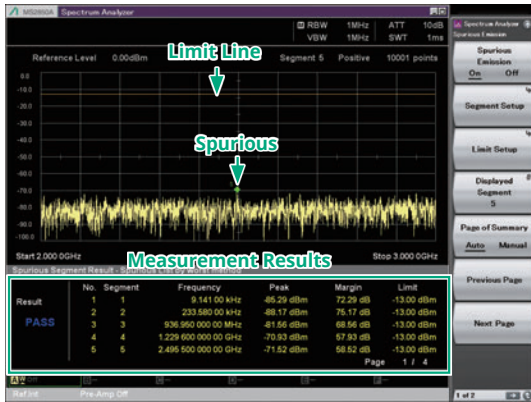 MS2850A Spectrum Analyzer
RBW 1MHz ATT 10dB
VBW 1MHz SWT 1ms
Reference Level 0.00dBm Segment 5 Positive 10001 points
Limit Line
0.0
-10.0
-20.0
-30.0
-40.0
-50.0
-60.0
-70.0
-80.0
-90.0
-100.0
Spurious
Start 2.000 0GHz Stop 3.000 0GHz
Measurement Results
Spurious Segment Result - Spurious List by Worst method
No. Segment Frequency Peak Margin Limit
Result 1 1 9.141 00 kHz -85.29 dBm 72.29 dB -13.00 dBm
PASS 2 2 233.580 00 kHz -88.17 dBm 75.17 dB -13.00 dBm
3 3 936.950 000 00 MHz -81.56 dBm 68.56 dB -13.00 dBm
4 4 1.229 600 000 00 GHz -70.93 dBm 57.93 dB -13.00 dBm
5 5 2.495 500 000 00 GHz -71.52 dBm 58.52 dB -13.00 dBm
Page 1 / 4
Ref.Int Pre-Amp Off
Spectrum Analyzer
Spurious Emission
Spurious
Emission
On Off
Segment Setup
Limit Setup
Displayed
Segment
5
Page of Summary
Auto Manual
Previous Page
Next Page
1 of 2